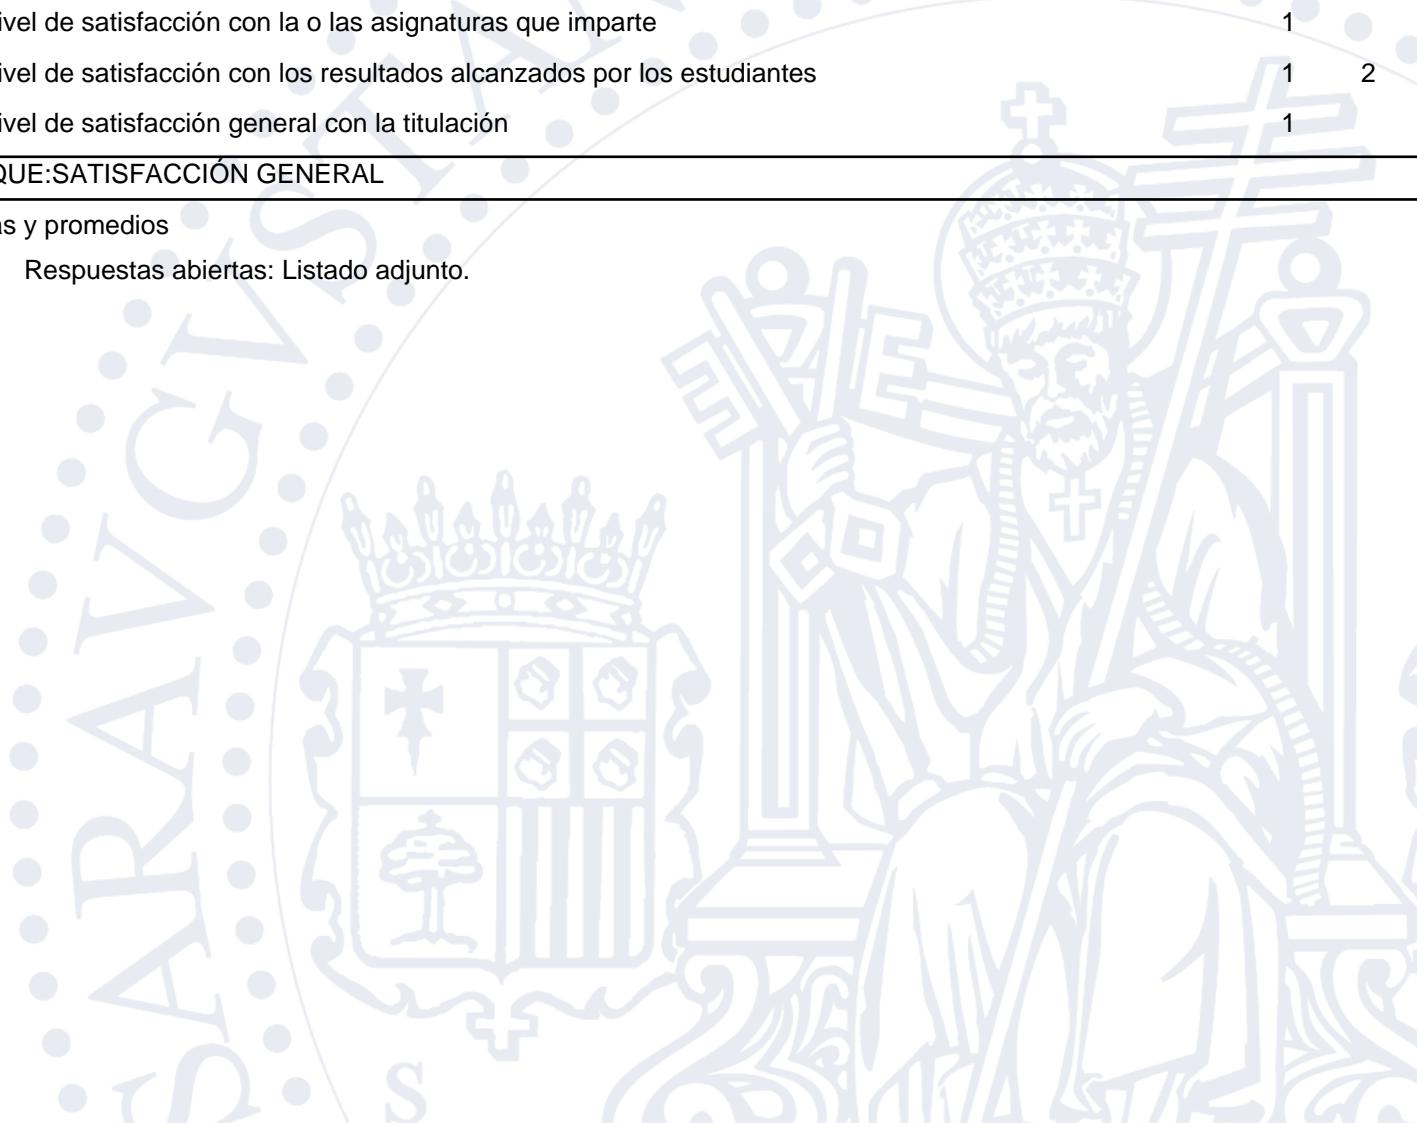 ivel de satisfacción con la o las asignaturas que imparte 1
ivel de satisfacción con los resultados alcanzados por los estudiantes 1 2
ivel de satisfacción general con la titulación 1
QUE:SATISFACCIÓN GENERAL
as y promedios
Respuestas abiertas: Listado adjunto.
SARAVGVSTAN
S